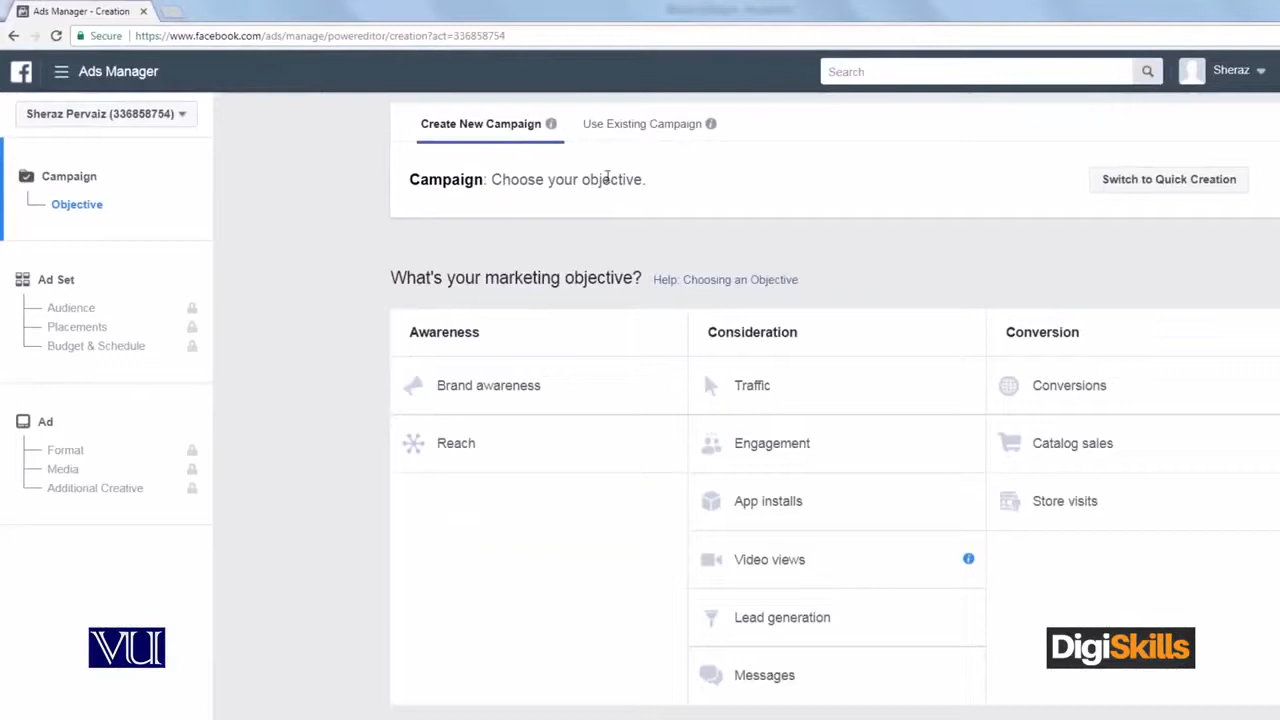 Ads Manager - Creation
Secure https://www.facebook.com/ads/manage/powereditor/creation?act=336858754
Ads Manager
Search
Sheraz
Sheraz Pervaiz (336858754)
Create New Campaign
Use Existing Campaign
Campaign
Objective
Campaign: Choose your objective.
Switch to Quick Creation
Ad Set
Audience
Placements
Budget & Schedule
What's your marketing objective?
Help: Choosing an Objective
Awareness
Consideration
Conversion
Brand awareness
Traffic
Conversions
Reach
Engagement
Catalog sales
App installs
Store visits
Video views
Lead generation
Messages
Ad
Format
Media
Additional Creative
VU
DigiSkills